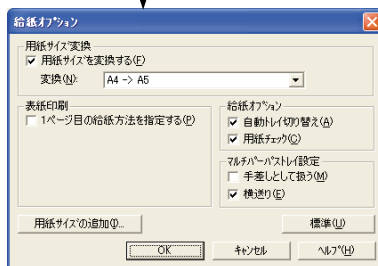 給紙オプション
用紙サイズ変換
用紙サイズを変換する(F)
変換(N): A4 -> A5
表紙印刷
1ページ目の給紙方法を指定する(P)
給紙オプション
自動トレイ切り替え(A)
用紙チェック(C)
マルチパーパストレイ設定
手差しとして扱う(M)
横送り(E)
用紙サイズの追加(I)...
標準(U)
OK
キャンセル
ヘルプ(H)